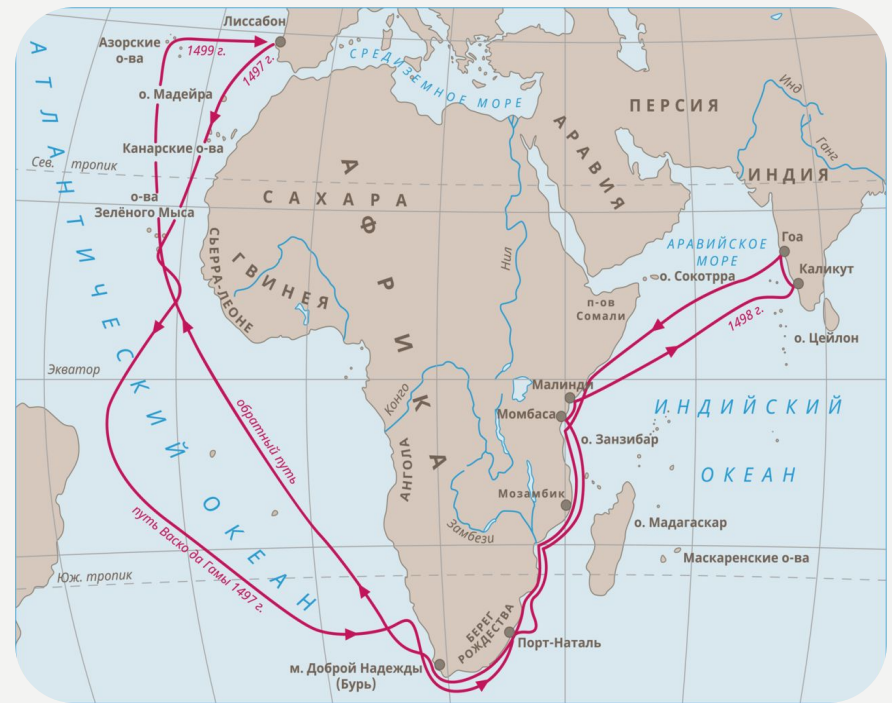 Лиссабон
Азорские
о-ва
1499 г.
1497 г.
СРЕДИЗЕМНОЕ МОРЕ
о. Мадейра
ПЕРСИЯ
Инд
Ганг
АРАВИЯ
Канарские о-ва
Сев. тропик
ИНДИЯ
АТЛАНТИЧЕСКИЙ ОКЕАН
о-ва
Зелёного Мыса
САХАРА
АФРИКА
Нил
СЬЕРРА-ЛЕОНЕ
ГВИНЕЯ
АРАВИЙСКОЕ
МОРЕ
Гоа
Каликут
о. Сокотрра
п-ов
Сомали
1498 г.
о. Цейлон
Экватор
Малинди
Момбаса
Конго
ИНДИЙСКИЙ
ОКЕАН
обратный путь
о. Занзибар
АНГОЛА
Мозамбик
о. Мадагаскар
Замбези
путь Васко да Гамы 1497 г.
Маскаренские о-ва
Юж. тропик
БЕРЕГ
РОЖДЕСТВА
Порт-Наталь
м. Доброй Надежды
(Бурь)